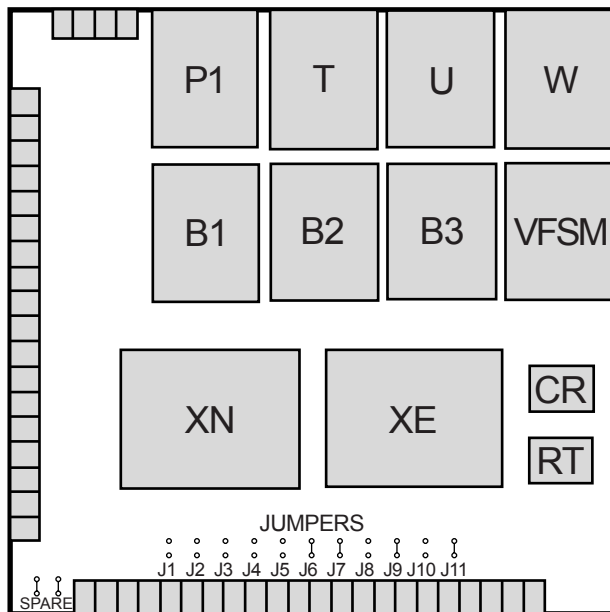 P1 T U W
B1 B2 B3 VFSM
XN XE CR
RT
JUMPERS
J1 J2 J3 J4 J5 J6 J7 J8 J9 J10 J11
SPARE